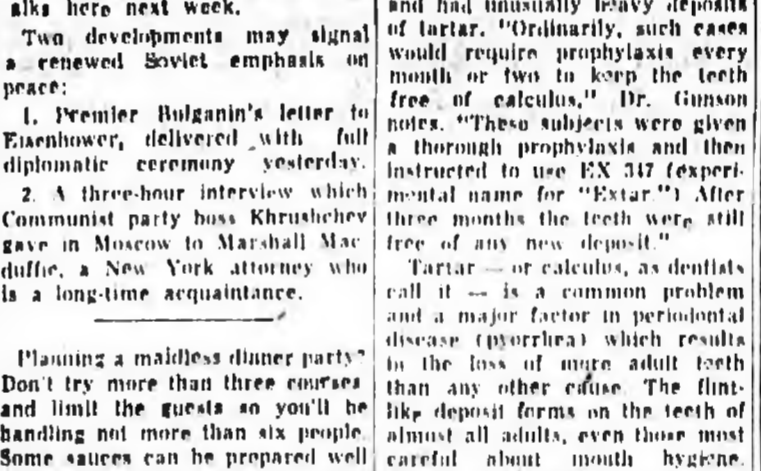 alks here next week.
Two developments may signal
a renewed Soviet emphasis on
peace:
1. Premier Bulganin's letter to
Eisenhower, delivered with full
diplomatic ceremony yesterday.
2. A three-hour interview which
Communist party boss Khrushchev
gave in Moscow to Marshall Mac
duffie, a New York attorney who
is a long-time acquaintance.
Planning a maidless dinner party?
Don't try more than three courses
and limit the guests so you'll be
handling not more than six people.
Some sauces can be prepared well
and had unusually heavy deposits
of tartar. "Ordinarily, such cases
would require prophylaxis every
month or two to keep the teeth
free of calculus," Dr. Gunson
notes. "These subjects were given
a thorough prophylaxis and then
instructed to use EX 347 (experi-
mental name for "Extar.") After
three months the teeth were still
free of any new deposit."
Tartar — or calculus, as dentists
call it — is a common problem
and a major factor in periodontal
disease (pyorrhea) which results
in the loss of more adult teeth
than any other cause. The flint-
like deposit forms on the teeth of
almost all adults, even those most
careful about mouth hygiene.